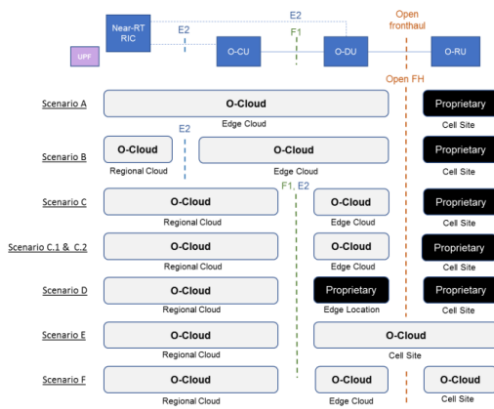 E2
Open
fronthaul
Near-RT
RIC
E2
F1
UPF
O-CU
O-DU
O-RU
Open FH
Scenario A
O-Cloud
Proprietary
Edge Cloud
Cell Site
E2
Scenario B
O-Cloud
O-Cloud
Proprietary
Regional Cloud
Edge Cloud
Cell Site
F1, E2
Scenario C
O-Cloud
O-Cloud
Proprietary
Regional Cloud
Edge Cloud
Cell Site
Scenario C.1 & C.2
O-Cloud
O-Cloud
Proprietary
Regional Cloud
Edge Cloud
Cell Site
Scenario D
O-Cloud
Proprietary
Proprietary
Regional Cloud
Edge Location
Cell Site
Scenario E
O-Cloud
O-Cloud
Regional Cloud
Cell Site
Scenario F
O-Cloud
O-Cloud
O-Cloud
Regional Cloud
Edge Cloud
Cell Site